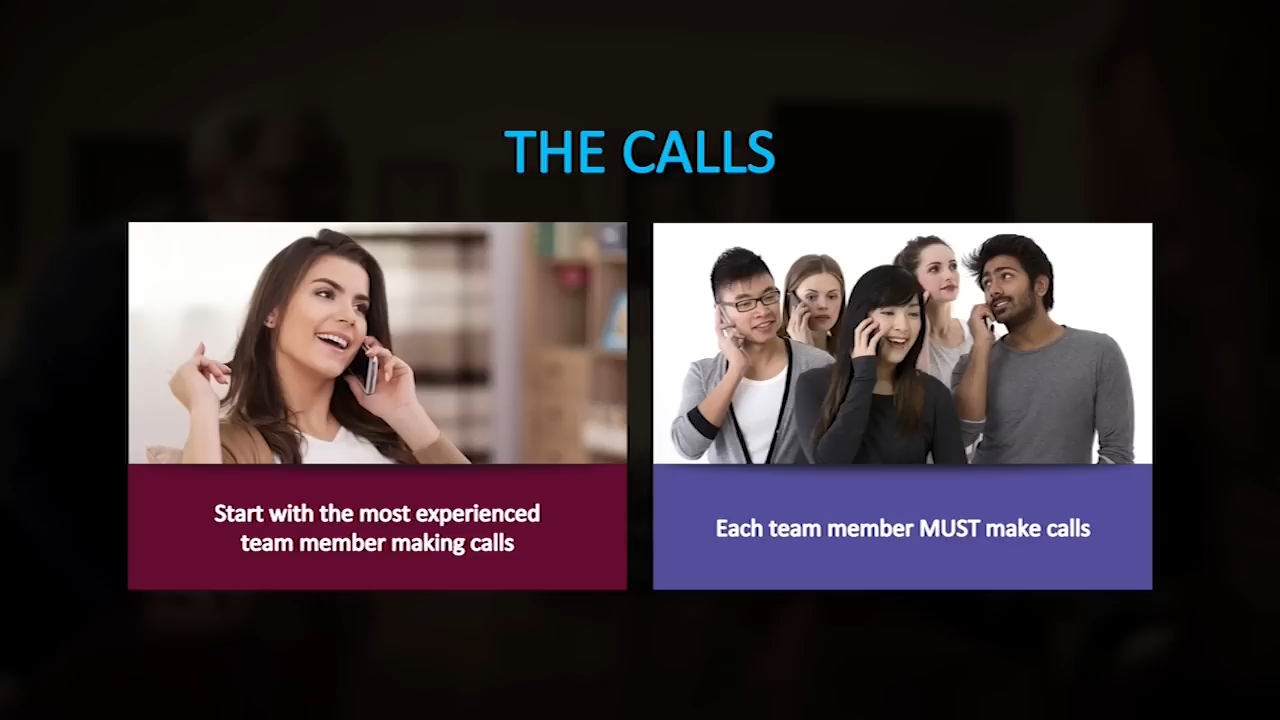 THE CALLS
Start with the most experienced
team member making calls
Each team member MUST make calls